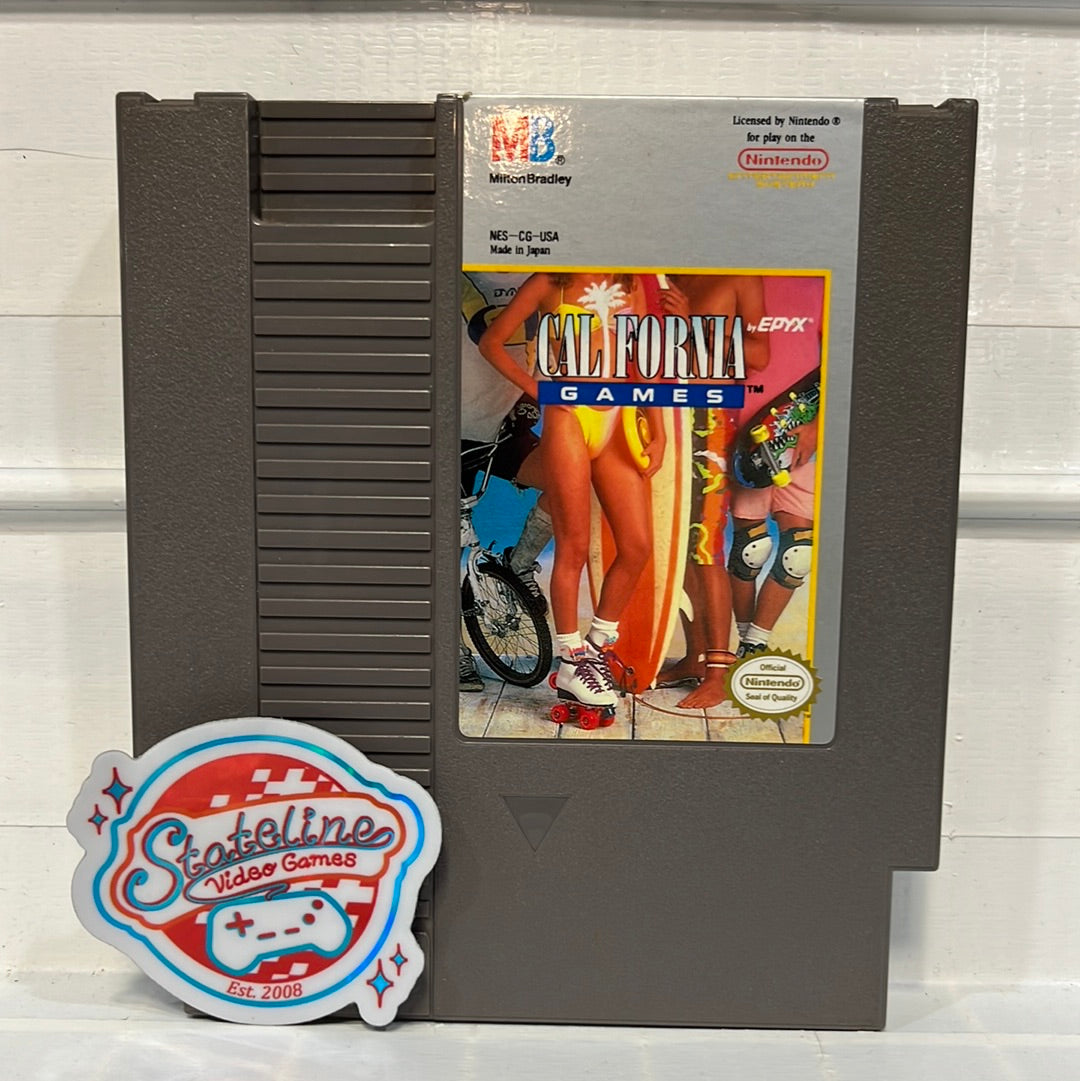 MB®
Milton Bradley
NES-CG-USA
Made in Japan
Licensed by Nintendo ®
for play on the
Nintendo
CALIFORNIA
by EPYX®
GAMES ™
Official
Nintendo
Seal of Quality
Stateline
Video Games
Est. 2008